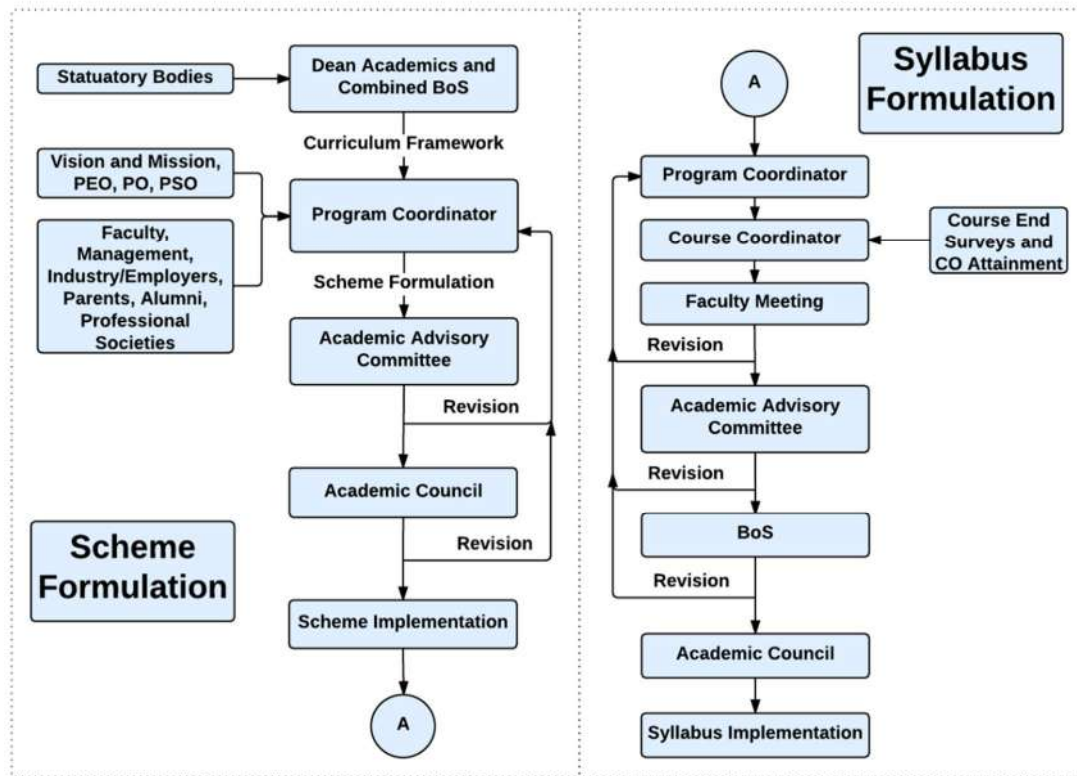 Statuatory Bodies
Dean Academics and
Combined BoS
Curriculum Framework
Vision and Mission,
PEO, PO, PSO
Program Coordinator
Faculty,
Management,
Industry/Employers,
Parents, Alumni,
Professional
Societies
Scheme Formulation
Academic Advisory
Committee
Revision
Academic Council
Revision
Scheme
Formulation
Scheme Implementation
A
Syllabus
Formulation
A
Program Coordinator
Course Coordinator
Course End
Surveys and
CO Attainment
Faculty Meeting
Revision
Academic Advisory
Committee
Revision
BoS
Revision
Academic Council
Syllabus Implementation